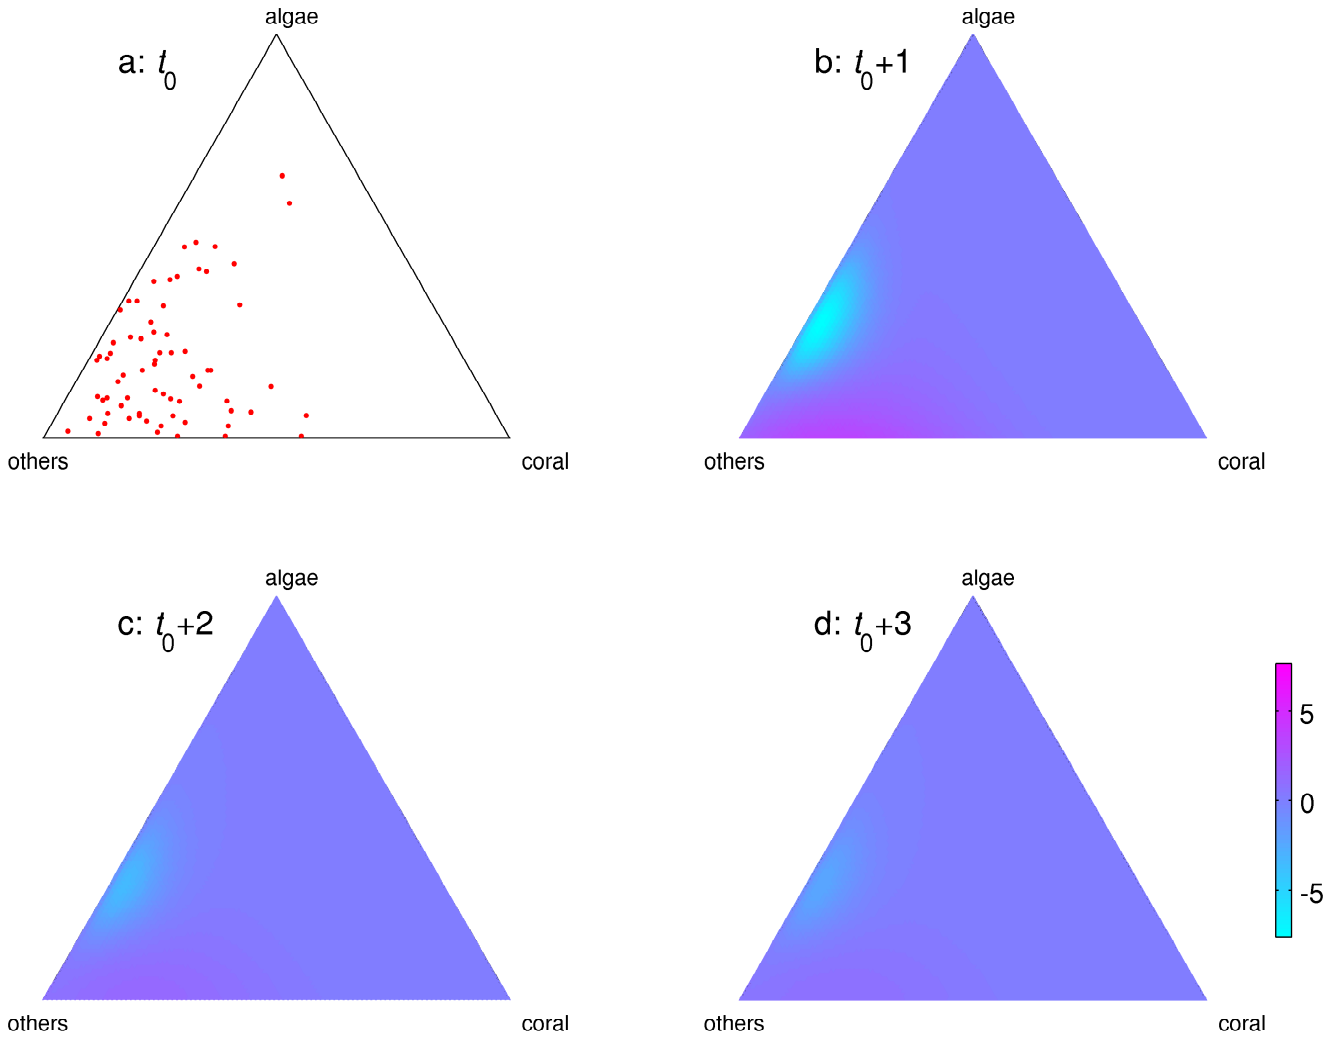 algae
a: t0
others
coral
algae
b: t0+1
others
coral
algae
c: t0+2
others
coral
algae
d: t0+3
others
coral
5
0
-5